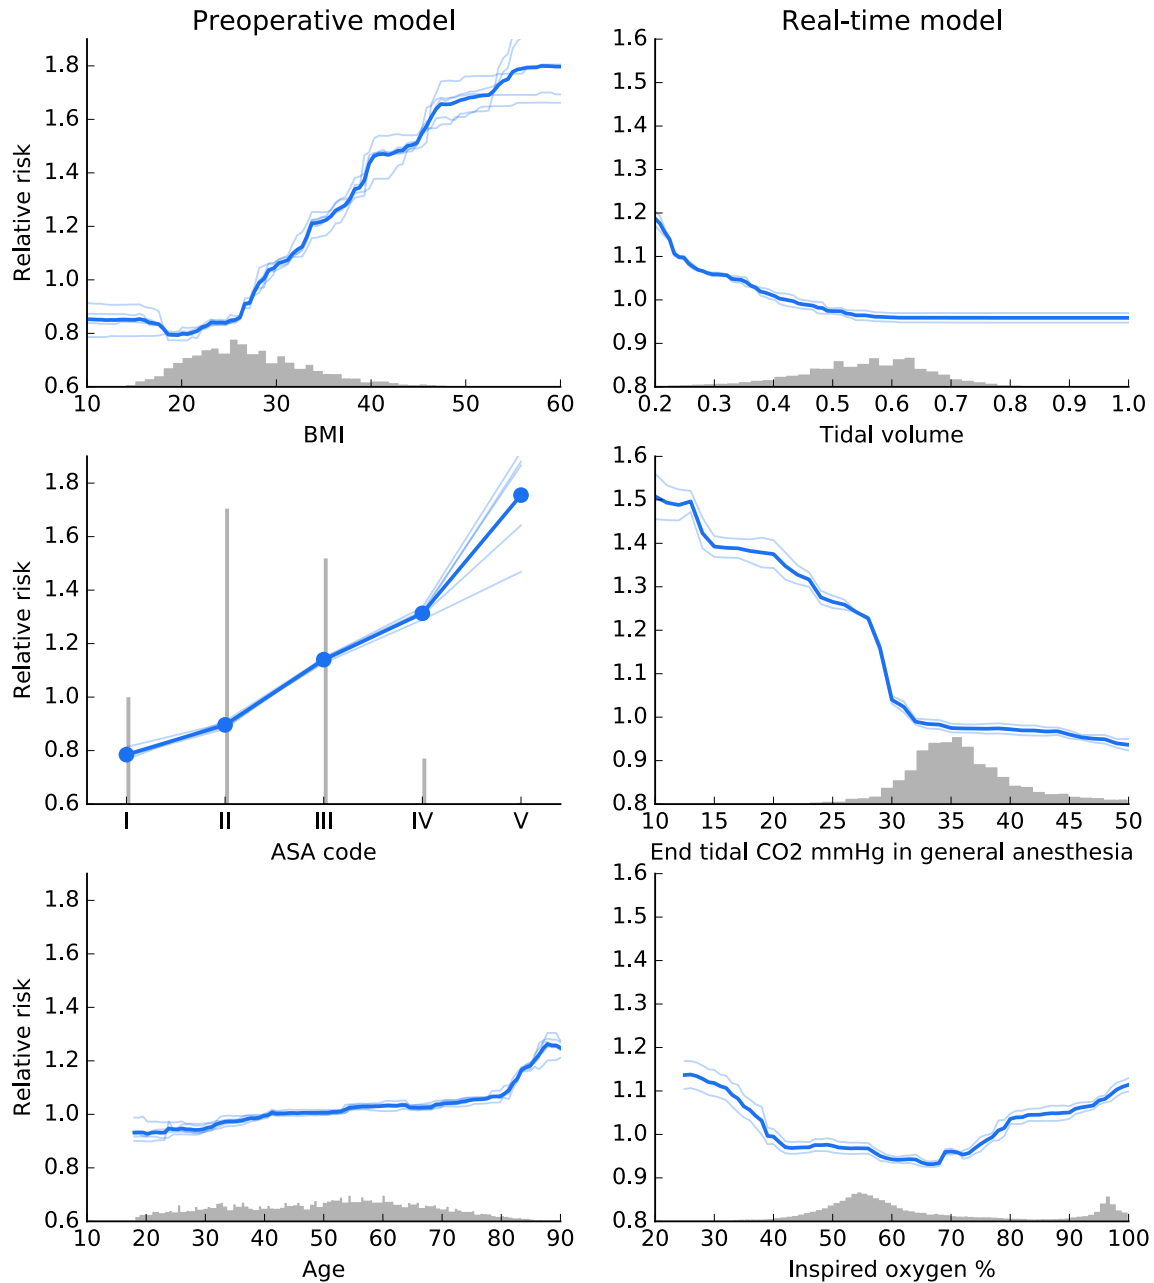 Preoperative model
Real-time model
Relative risk
1.8
1.6
1.4
1.2
1.0
0.8
0.6
10 20 30 40 50 60
BMI
1.6
1.5
1.4
1.3
1.2
1.1
1.0
0.9
0.8
0.2 0.3 0.4 0.5 0.6 0.7 0.8 0.9 1.0
Tidal volume
Relative risk
1.8
1.6
1.4
1.2
1.0
0.8
0.6
I II III IV V
ASA code
1.6
1.5
1.4
1.3
1.2
1.1
1.0
0.9
0.8
10 15 20 25 30 35 40 45 50
End tidal CO2 mmHg in general anesthesia
Relative risk
1.8
1.6
1.4
1.2
1.0
0.8
0.6
10 20 30 40 50 60 70 80 90
Age
1.6
1.5
1.4
1.3
1.2
1.1
1.0
0.9
0.8
20 30 40 50 60 70 80 90 100
Inspired oxygen %